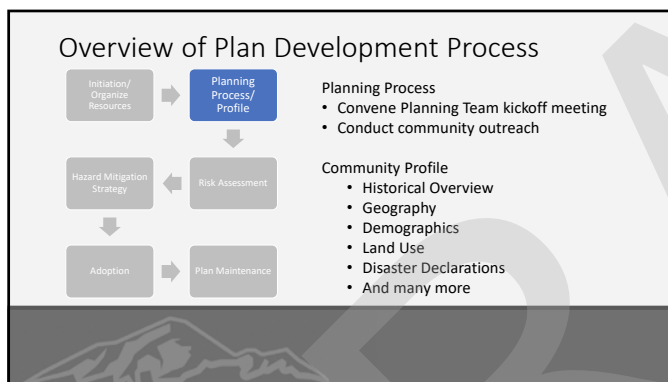 Overview of Plan Development Process
Initiation/
Organize
Resources
Planning
Process/
Profile
Hazard Mitigation
Strategy
Risk Assessment
Adoption
Plan Maintenance
Planning Process
• Convene Planning Team kickoff meeting
• Conduct community outreach
Community Profile
• Historical Overview
• Geography
• Demographics
• Land Use
• Disaster Declarations
• And many more